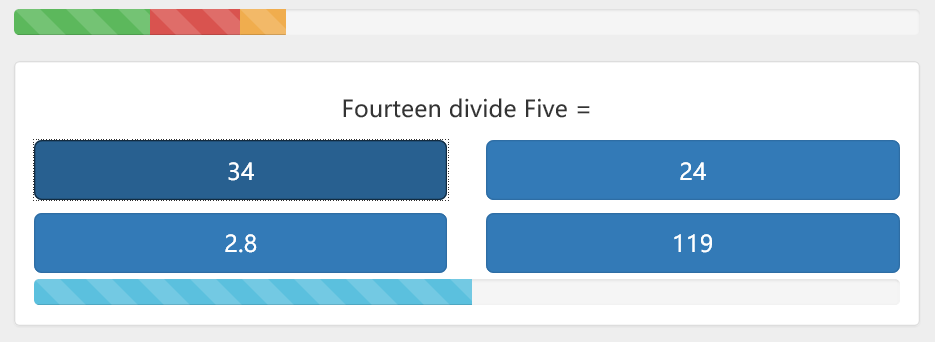 Fourteen divide Five =
34
24
2.8
119